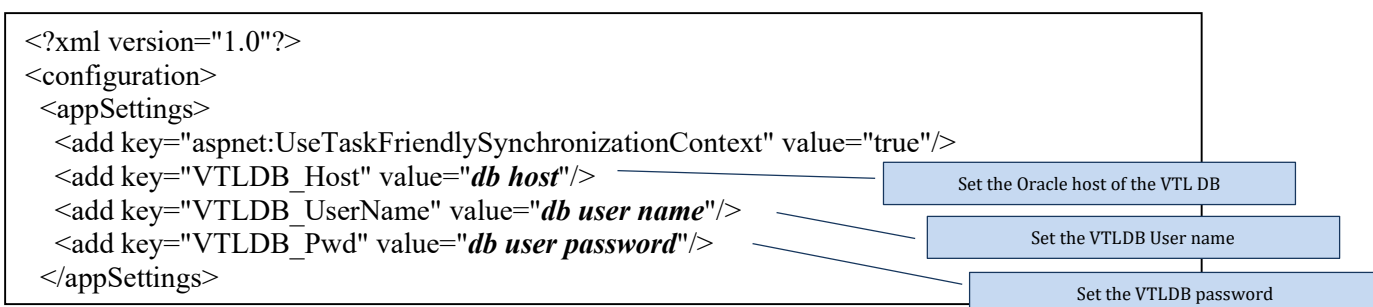 <?xml version="1.0"?>
<configuration>
<appSettings>
<add key="aspnet:UseTaskFriendlySynchronizationContext" value="true"/>
<add key="VTLDB_Host" value="db host"/>
Set the Oracle host of the VTL DB
<add key="VTLDB_UserName" value="db user name"/>
Set the VTLDB User name
<add key="VTLDB_Pwd" value="db user password"/>
Set the VTLDB password
</appSettings>